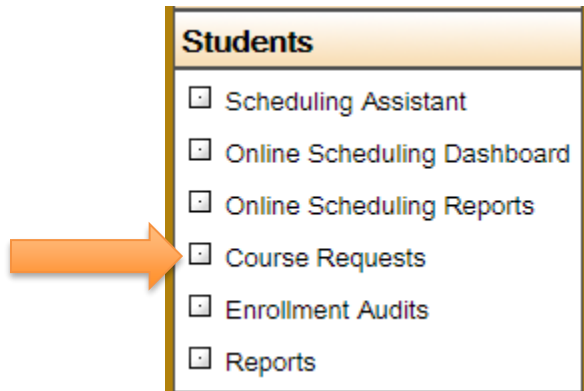 Students
Scheduling Assistant
Online Scheduling Dashboard
Online Scheduling Reports
Course Requests
Enrollment Audits
Reports